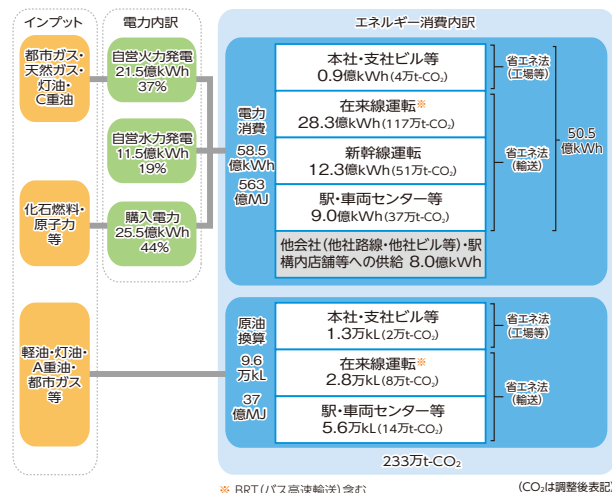 インプット
電力内訳
エネルギー消費内訳
都市ガス・
天然ガス・
灯油・
C重油
自営火力発電
21.5億kWh
37%
自営水力発電
11.5億kWh
19%
化石燃料・
原子力
等
購入電力
25.5億kWh
44%
電力
消費
58.5
億kWh
563
億MJ
本社・支社ビル等
0.9億kWh(4万t-CO₂)
在来線運転※
28.3億kWh(117万t-CO₂)
新幹線運転
12.3億kWh(51万t-CO₂)
駅・車両センター等
9.0億kWh(37万t-CO₂)
他会社(他社路線・他社ビル等)・駅
構内店舗等への供給 8.0億kWh
省エネ法
(工場等)
省エネ法
(輸送)
50.5
億kWh
軽油・灯油・
A重油・
都市ガス
等
原油
換算
9.6
万kL
37
億MJ
本社・支社ビル等
1.3万kL(2万t-CO₂)
在来線運転※
2.8万kL(8万t-CO₂)
駅・車両センター等
5.6万kL(14万t-CO₂)
省エネ法
(工場等)
省エネ法
(輸送)
233万t-CO₂
※ BRT(バス高速輸送)含む
(CO₂は調整後表記)